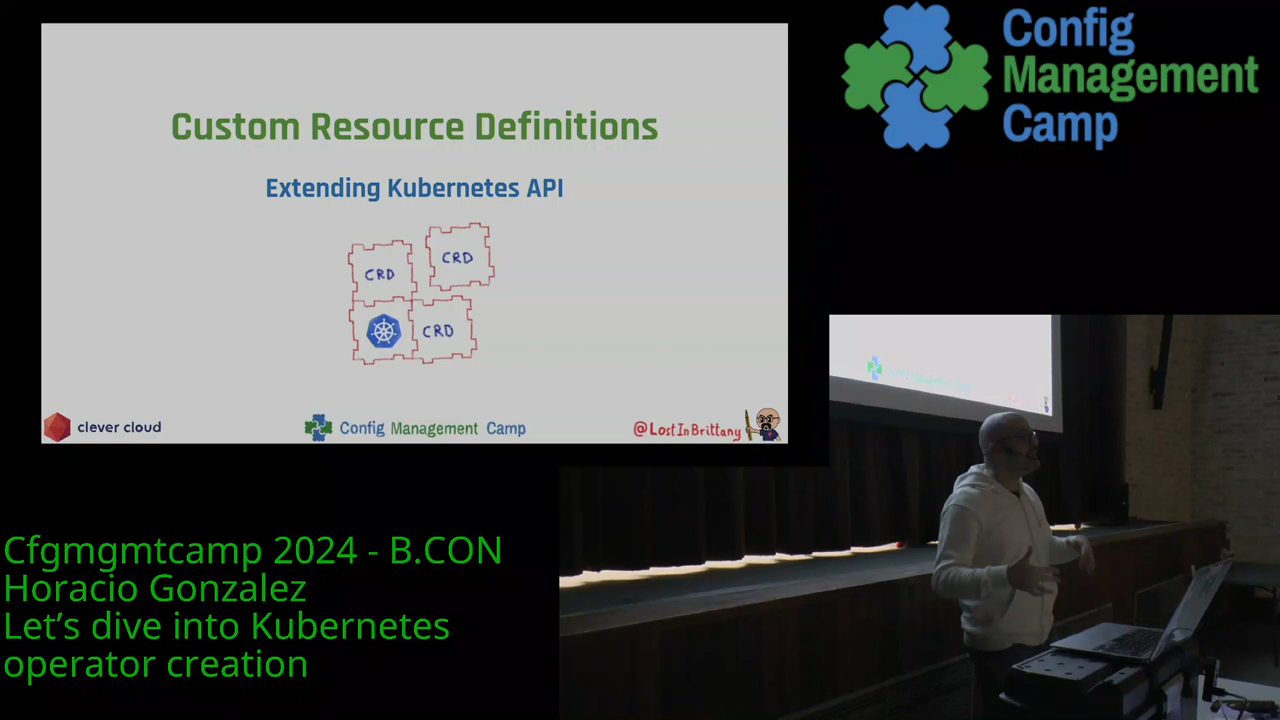 Custom Resource Definitions
Extending Kubernetes API
CRD
CRD
CRD
clever cloud
Config Management Camp
@LostInBrittany
Config
Management
Camp
Cfgmgmtcamp 2024 - B.CON
Horacio Gonzalez
Let's dive into Kubernetes
operator creation